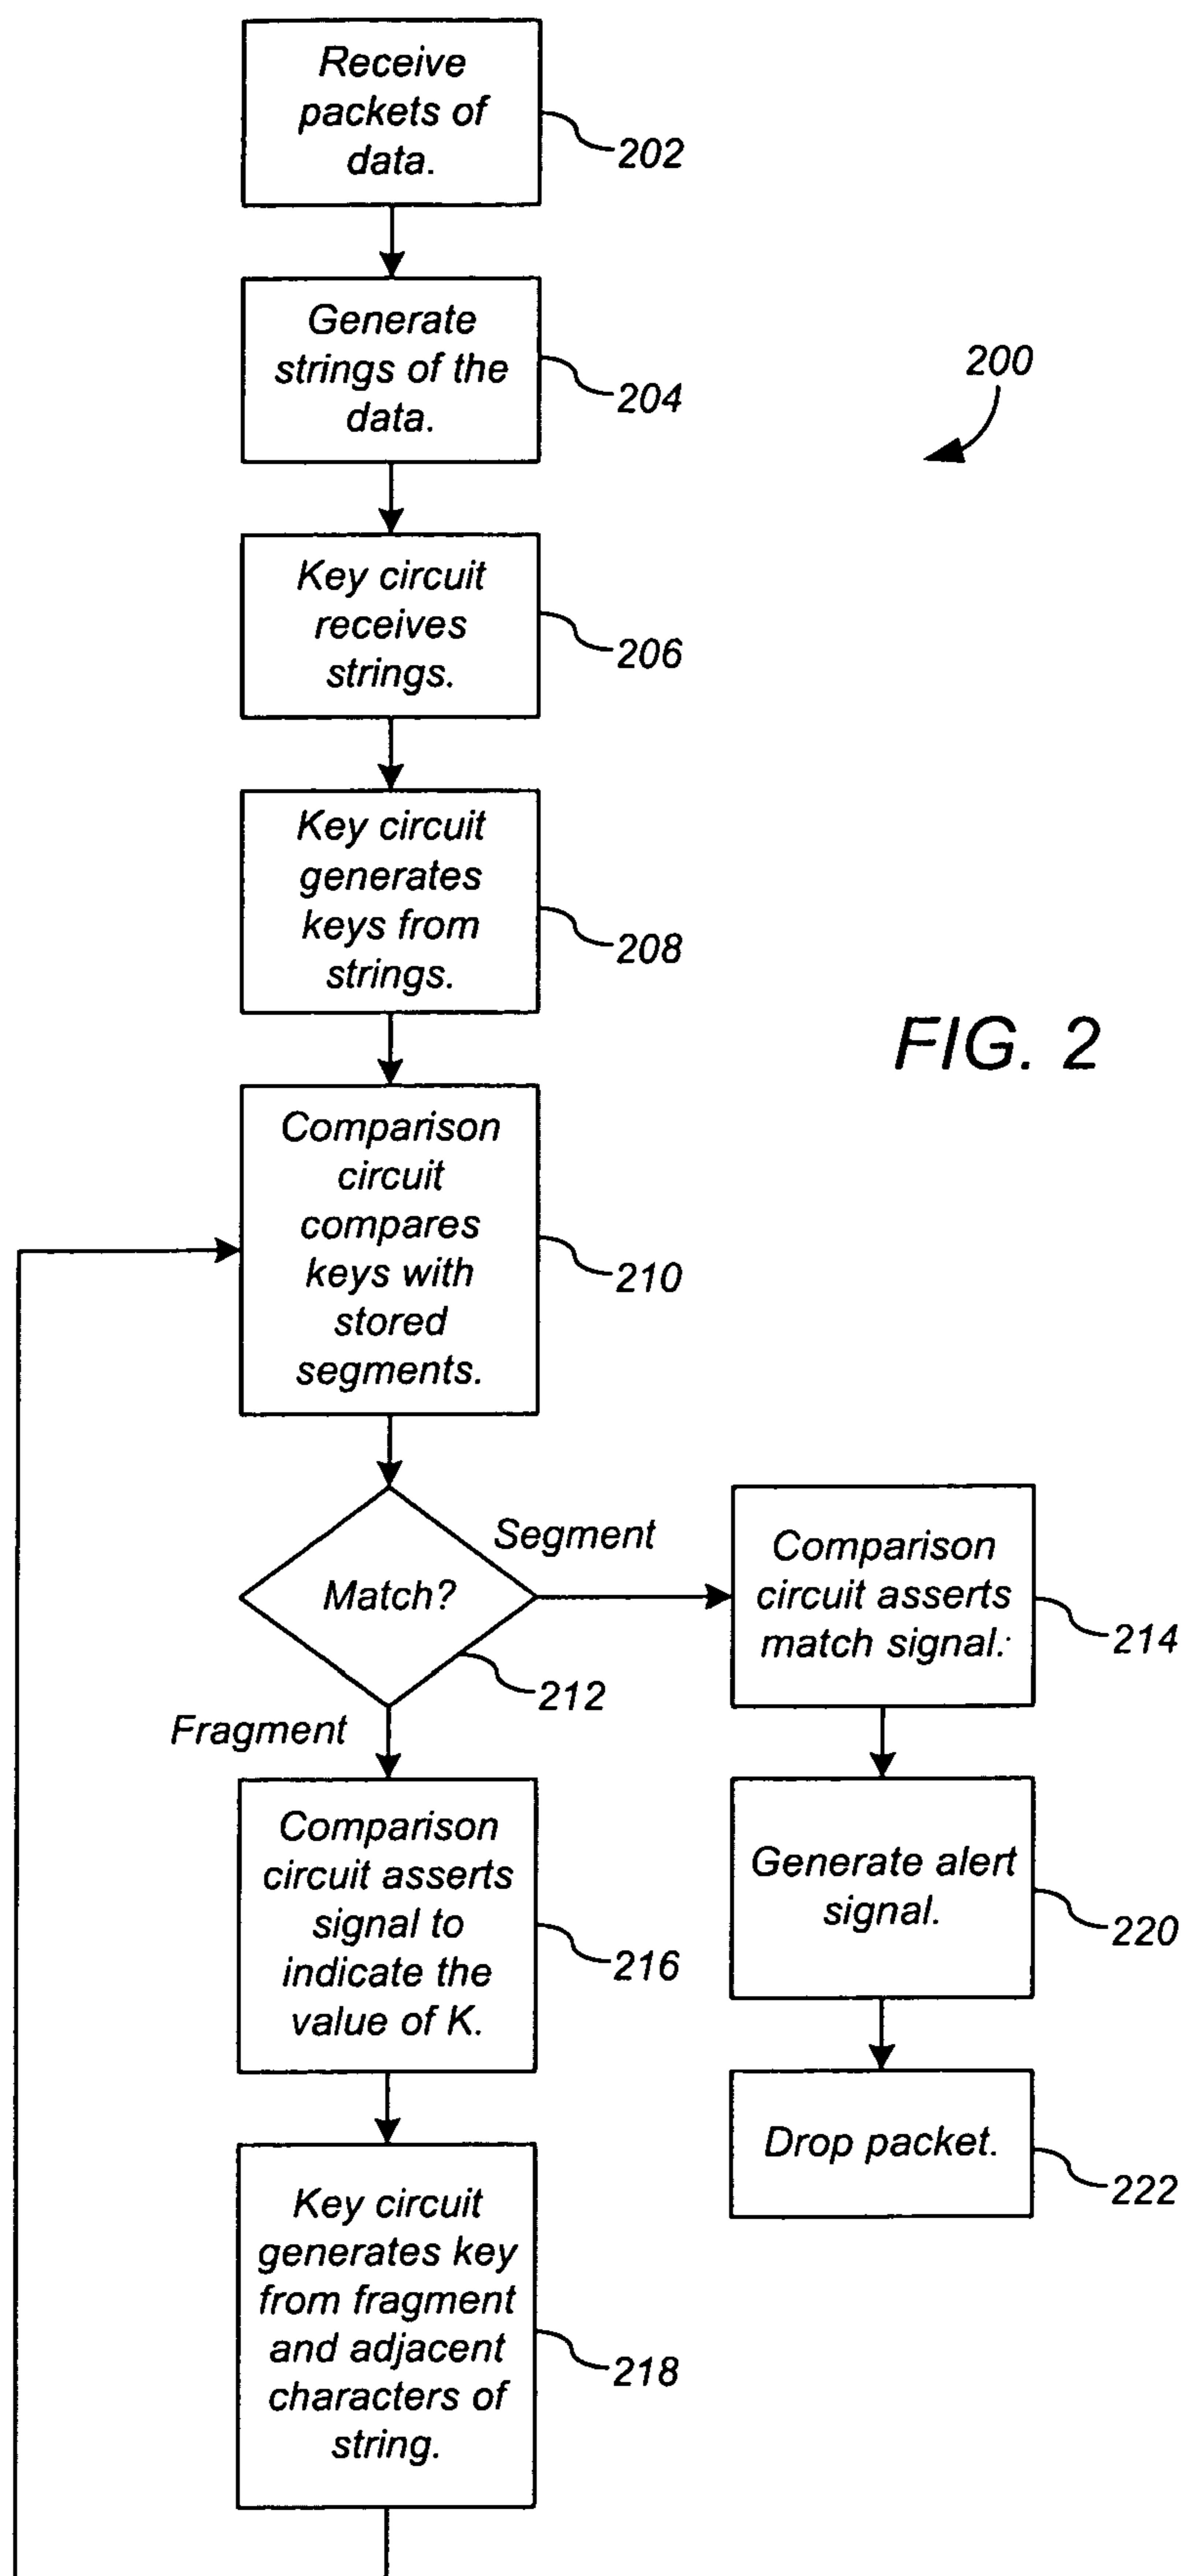 Receive
packets of
data.
202
Generate
strings of the
data.
204
200
Key circuit
receives
strings.
206
Key circuit
generates
keys from
strings.
208
FIG. 2
Comparison
circuit
compares
keys with
stored
segments.
210
Match?
212
Segment
Comparison
circuit asserts
match signal.
214
Fragment
Comparison
circuit asserts
signal to
indicate the
value of K.
216
Generate alert
signal.
220
Drop packet.
222
Key circuit
generates key
from fragment
and adjacent
characters of
string.
218